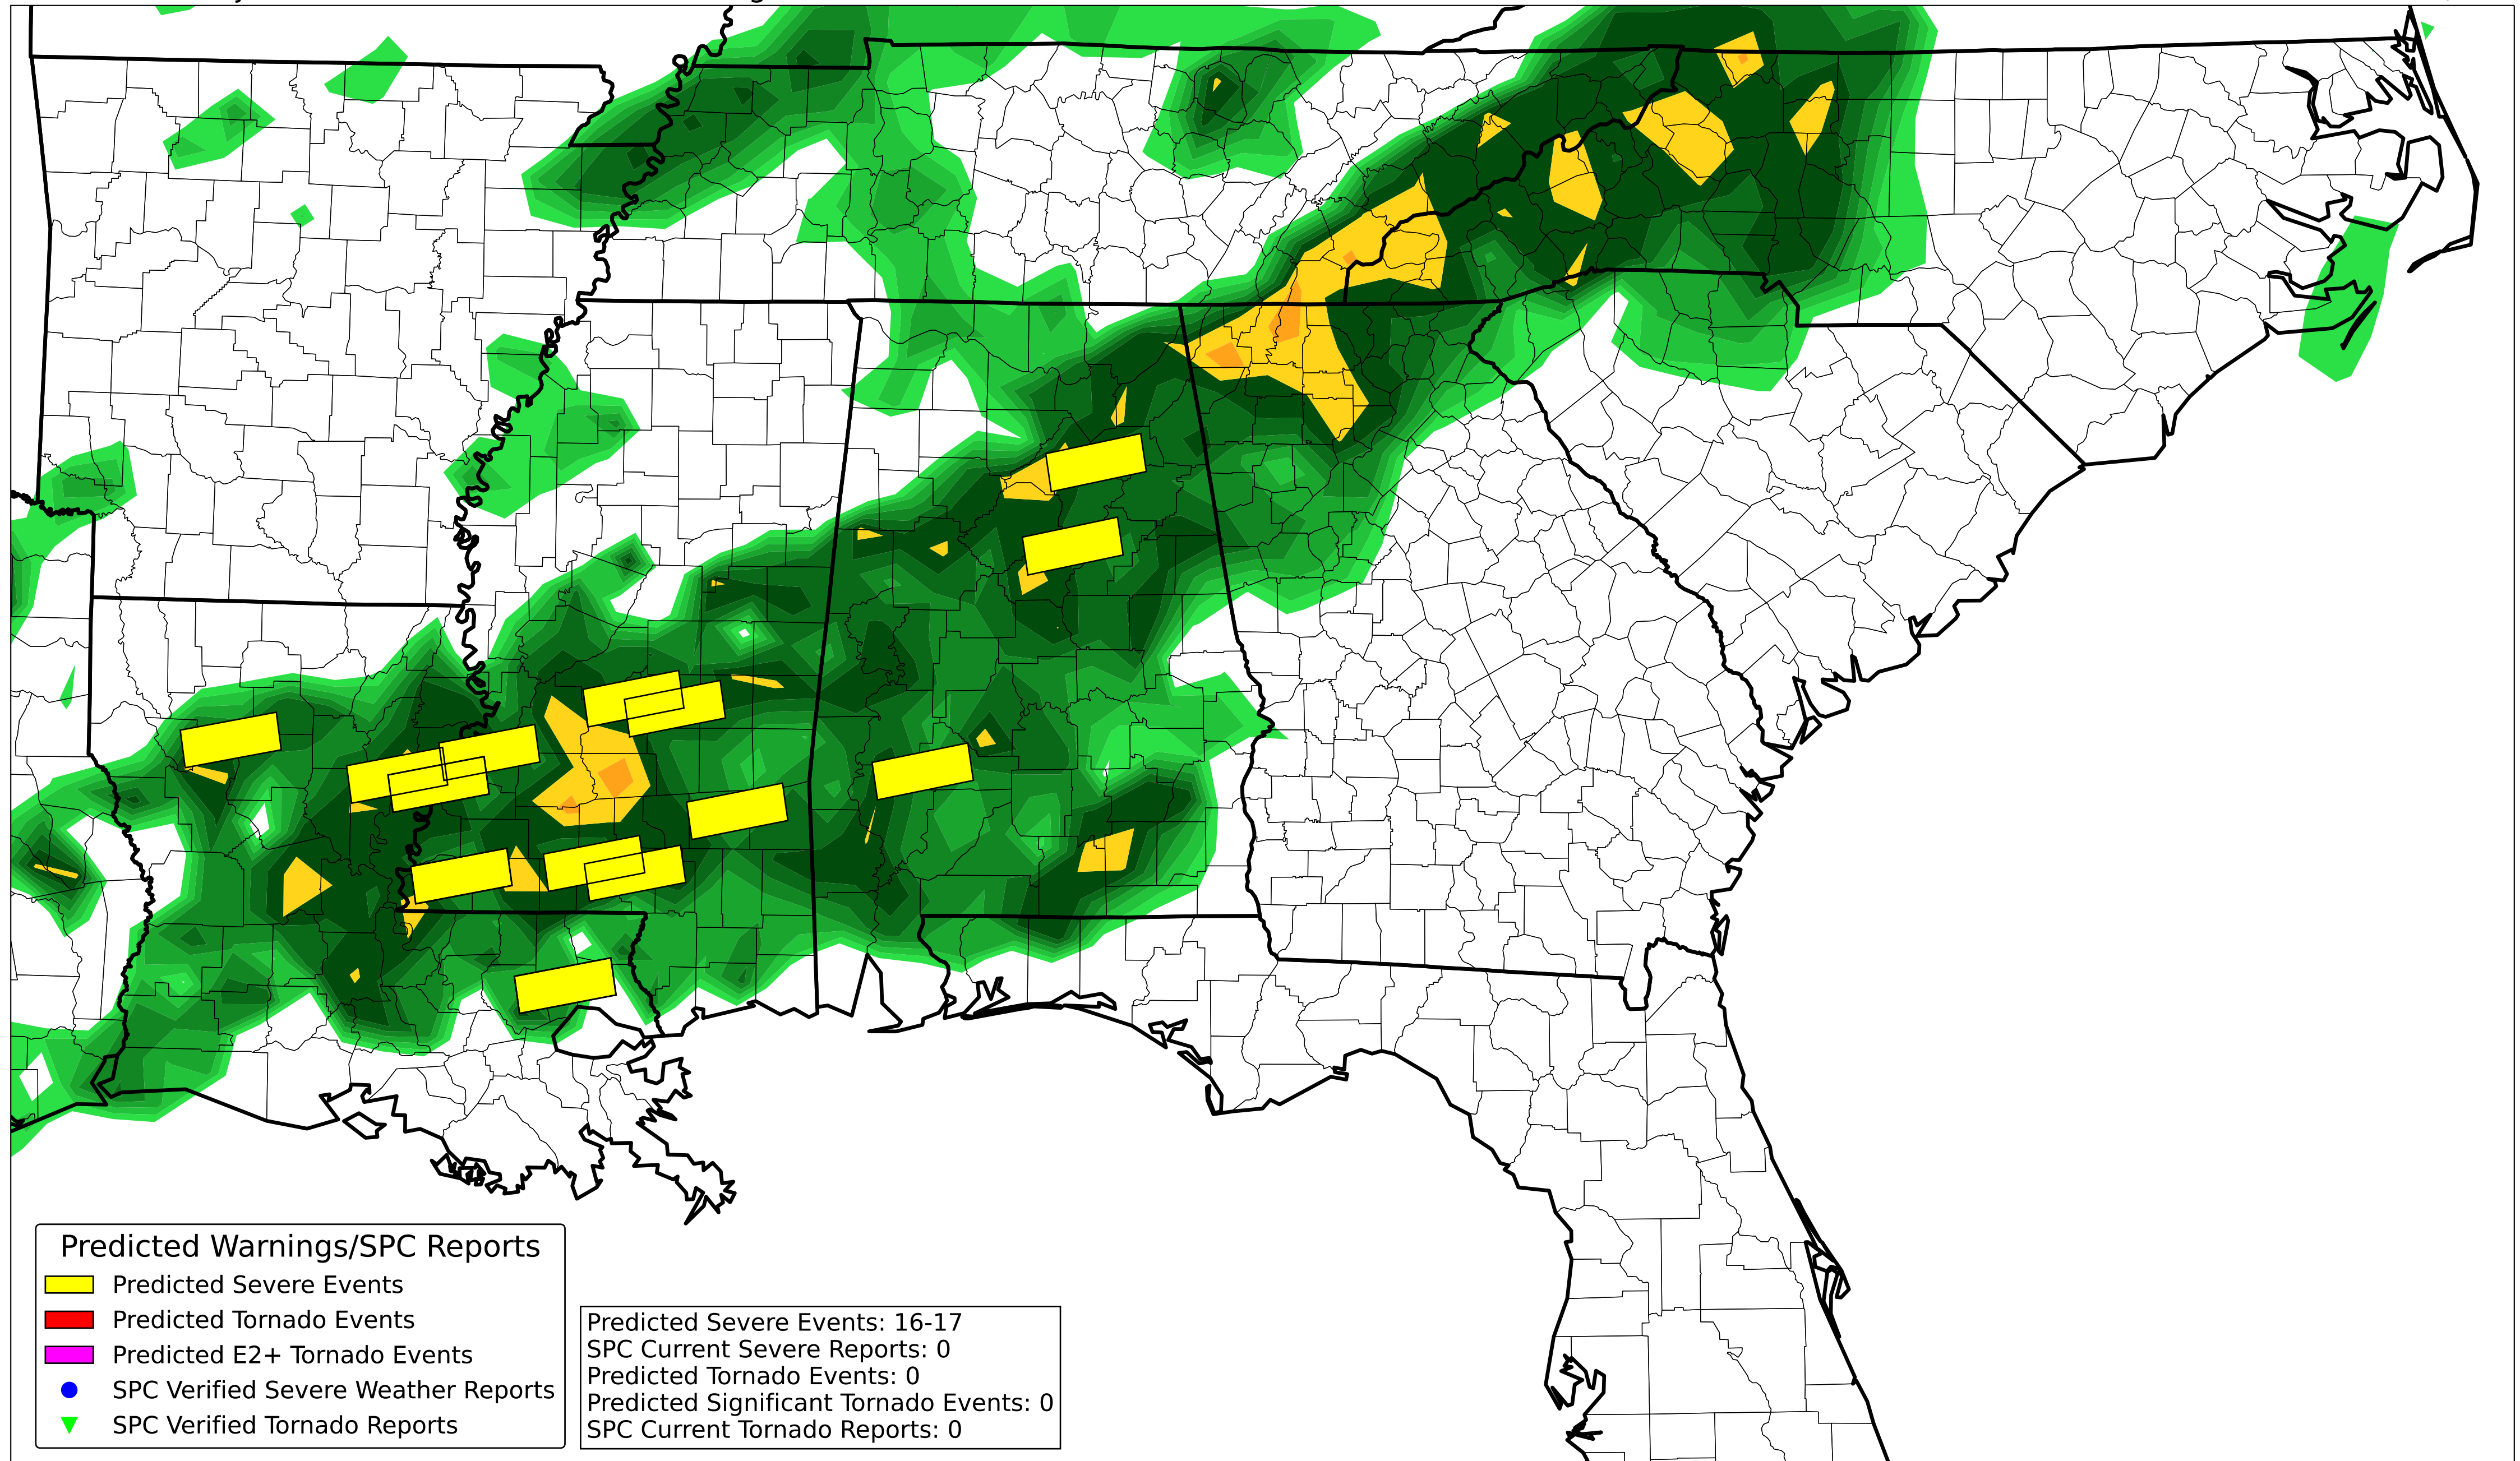 Predicted Warnings/SPC Reports
Predicted Severe Events
Predicted Tornado Events
Predicted E2+ Tornado Events
SPC Verified Severe Weather Reports
SPC Verified Tornado Reports
Predicted Severe Events: 16-17
SPC Current Severe Reports: 0
Predicted Tornado Events: 0
Predicted Significant Tornado Events: 0
SPC Current Tornado Reports: 0